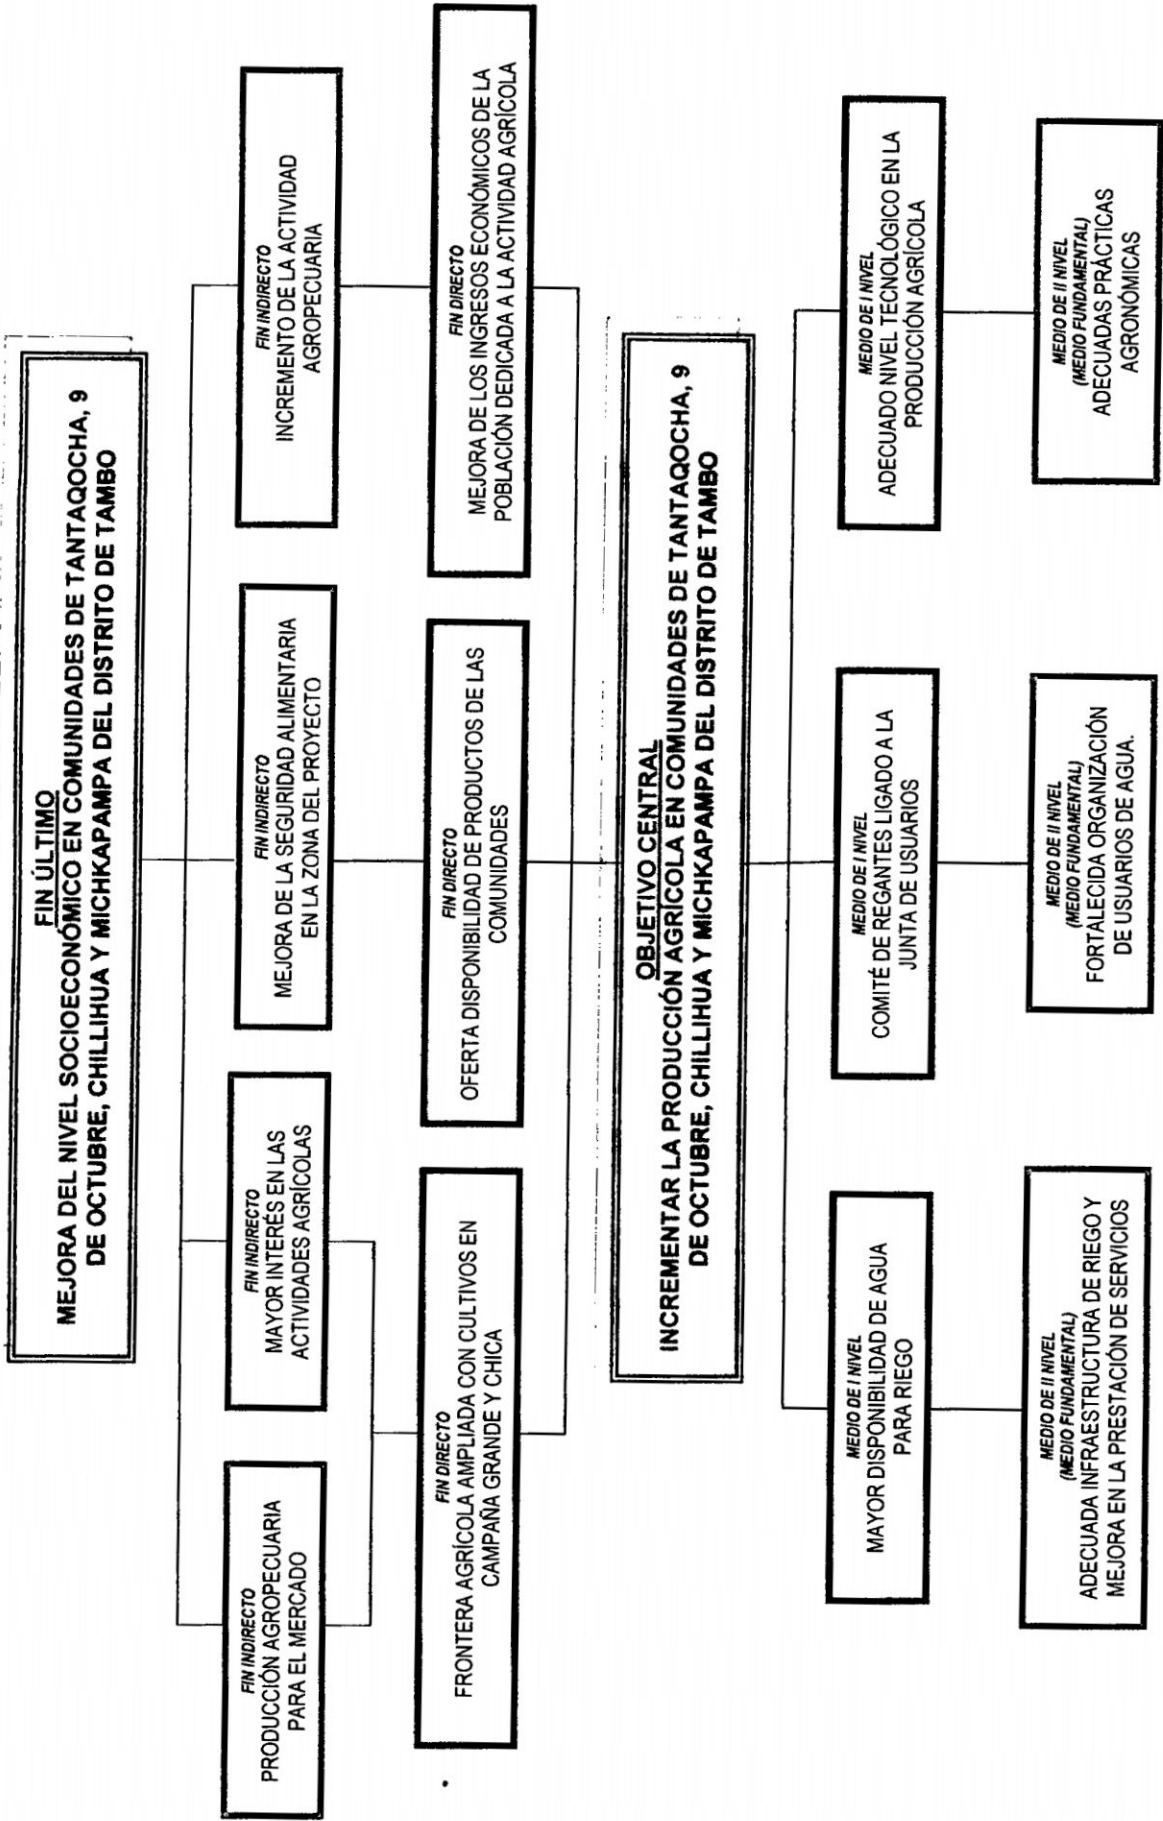 FIN ÚLTIMO
MEJORA DEL NIVEL SOCIOECONÓMICO EN COMUNIDADES DE TANTAQOCHA, 9
DE OCTUBRE, CHILLIHUA Y MICHKAPAMPA DEL DISTRITO DE TAMBO
FIN INDIRECTO
PRODUCCIÓN AGROPECUARIA
PARA EL MERCADO
FIN INDIRECTO
MAYOR INTERÉS EN LAS
ACTIVIDADES AGRÍCOLAS
FIN INDIRECTO
MEJORA DE LA SEGURIDAD ALIMENTARIA
EN LA ZONA DEL PROYECTO
FIN INDIRECTO
INCREMENTO DE LA ACTIVIDAD
AGROPECUARIA
FIN DIRECTO
FRONTERA AGRÍCOLA AMPLIADA CON CULTIVOS EN
CAMPAÑA GRANDE Y CHICA
FIN DIRECTO
OFERTA DISPONIBILIDAD DE PRODUCTOS DE LAS
COMUNIDADES
FIN DIRECTO
MEJORA DE LOS INGRESOS ECONÓMICOS DE LA
POBLACIÓN DEDICADA A LA ACTIVIDAD AGRÍCOLA
OBJETIVO CENTRAL
INCREMENTAR LA PRODUCCIÓN AGRÍCOLA EN COMUNIDADES DE TANTAQOCHA, 9
DE OCTUBRE, CHILLIHUA Y MICHKAPAMPA DEL DISTRITO DE TAMBO
MEDIO DE I NIVEL
MAYOR DISPONIBILIDAD DE AGUA
PARA RIEGO
MEDIO DE I NIVEL
COMITÉ DE REGANTES LIGADO A LA
JUNTA DE USUARIOS
MEDIO DE I NIVEL
ADECUADO NIVEL TECNOLÓGICO EN LA
PRODUCCIÓN AGRÍCOLA
MEDIO DE II NIVEL
(MEDIO FUNDAMENTAL)
ADECUADA INFRAESTRUCTURA DE RIEGO Y
MEJORA EN LA PRESTACIÓN DE SERVICIOS
MEDIO DE II NIVEL
(MEDIO FUNDAMENTAL)
FORTALECIDA ORGANIZACIÓN
DE USUARIOS DE AGUA.
MEDIO DE II NIVEL
(MEDIO FUNDAMENTAL)
ADECUADAS PRÁCTICAS
AGRONÓMICAS